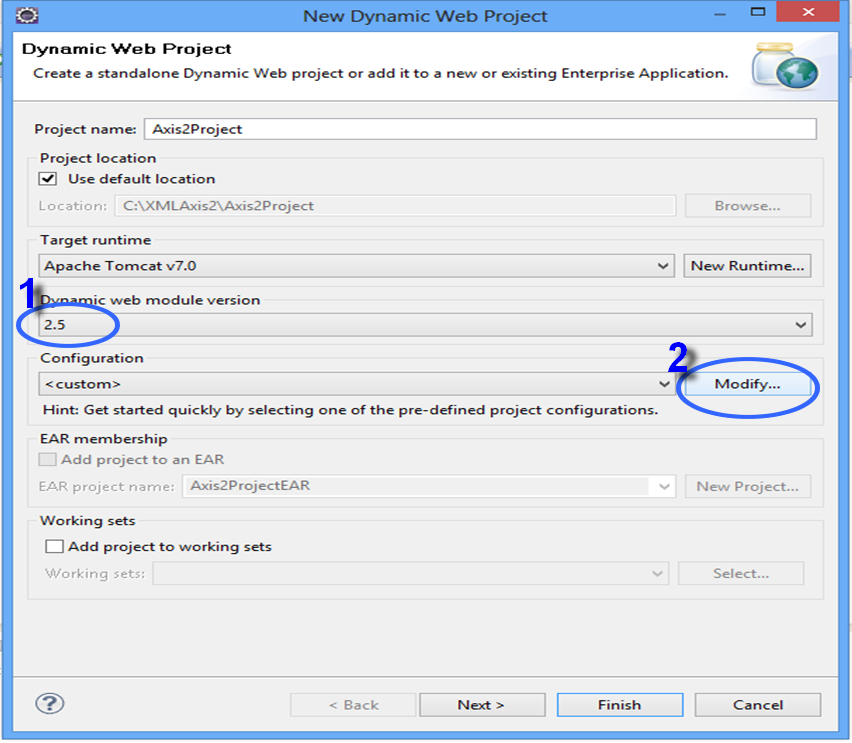 New Dynamic Web Project
Dynamic Web Project
Create a standalone Dynamic Web project or add it to a new or existing Enterprise Application.
Project name: Axis2Project
Project location
Use default location
Location: C:\XMLAxis2\Axis2Project Browse...
Target runtime
Apache Tomcat v7.0 New Runtime...
1
Dynamic web module version
2.5
Configuration
2
<custom> Modify...
Hint: Get started quickly by selecting one of the pre-defined project configurations.
EAR membership
Add project to an EAR
EAR project name: Axis2ProjectEAR New Project...
Working sets
Add project to working sets
Working sets: Select...
? < Back Next > Finish Cancel